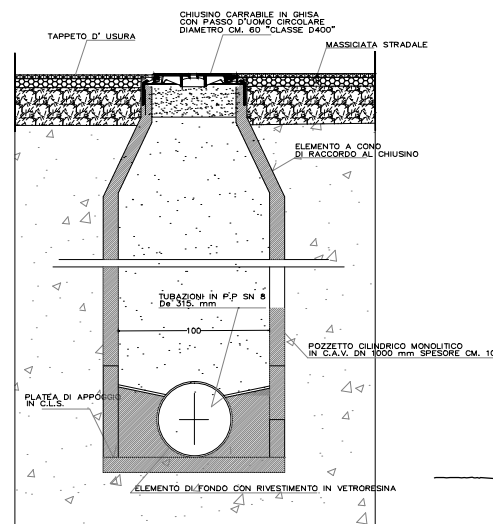 CHIUSINO CARRABILE IN GHISA
CON PASSO D'UOMO CIRCOLARE
DIAMETRO CM. 60 "CLASSE D400"
TAPPETO D' USURA
MASSICIATA STRADALE
ELEMENTO A CONO
DI RACCORDO AL CHIUSINO
TUBAZIONI IN P.P SN 8
De 315. mm
100
POZZETTO CILINDRICO MONOLITICO
IN C.A.V. DN 1000 mm SPESORE CM. 10
PLATEA DI APPOGGIO
IN C.L.S.
ELEMENTO DI FONDO CON RIVESTIMENTO IN VETRORESINA